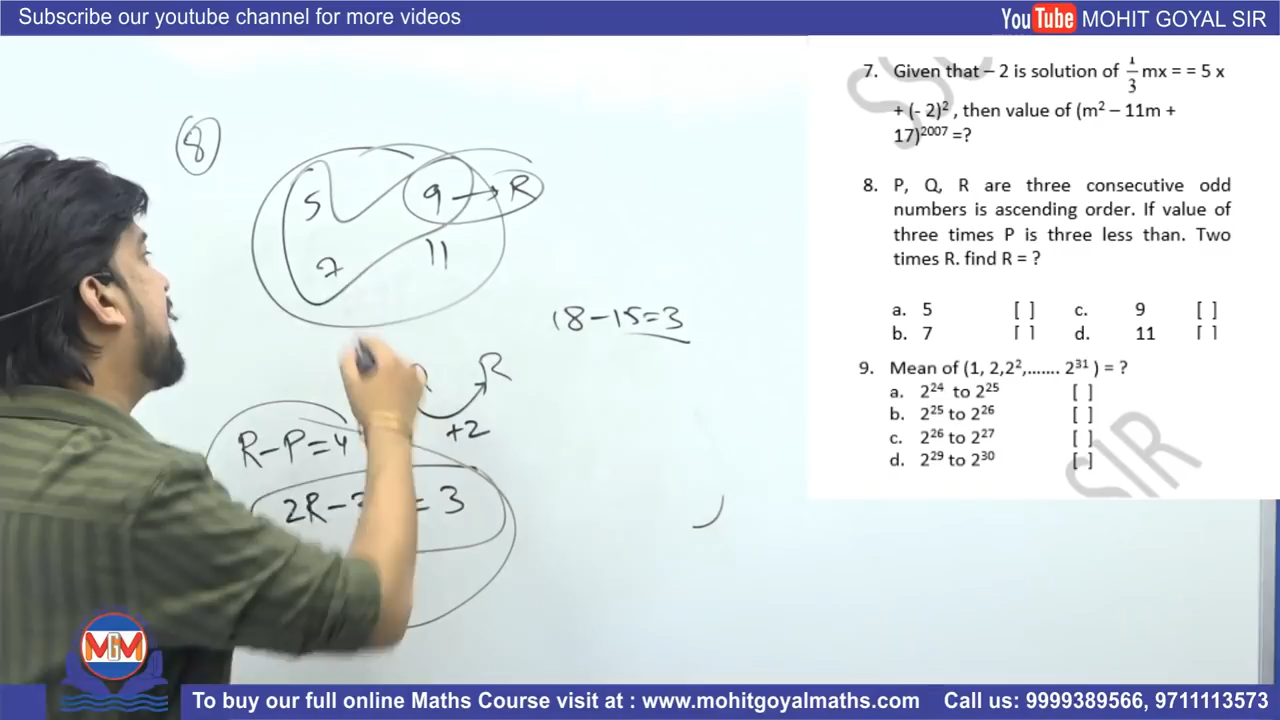 Subscribe our youtube channel for more videos
YouTube MOHIT GOYAL SIR
7. Given that – 2 is solution of 1/3 mx = = 5 x
+ (- 2)², then value of (m² – 11m +
17)²⁰⁰⁷ =?
8. P, Q, R are three consecutive odd
numbers is ascending order. If value of
three times P is three less than. Two
times R. find R = ?
a. 5 [ ] c. 9 [ ]
b. 7 [ ] d. 11 [ ]
9. Mean of (1, 2,2²,....... 2³¹ ) = ?
a. 2²⁴ to 2²⁵ [ ]
b. 2²⁵ to 2²⁶ [ ]
c. 2²⁶ to 2²⁷ [ ]
d. 2²⁹ to 2³⁰ [ ]
SIR
8
5 9 → R
7 11
18-15=3
R
+2
R-P=4
2R- = 3
MGM
To buy our full online Maths Course visit at : www.mohitgoyalmaths.com Call us: 9999389566, 9711113573